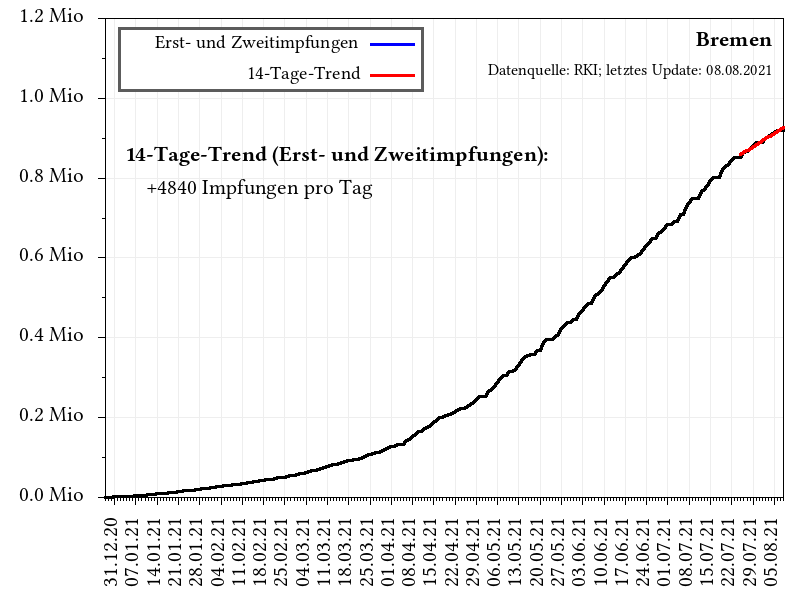 1.2 Mio
1.0 Mio
0.8 Mio
0.6 Mio
0.4 Mio
0.2 Mio
0.0 Mio
Erst- und Zweitimpfungen
14-Tage-Trend
Bremen
Datenquelle: RKI; letztes Update: 08.08.2021
14-Tage-Trend (Erst- und Zweitimpfungen):
+4840 Impfungen pro Tag
31.12.20
07.01.21
14.01.21
21.01.21
28.01.21
04.02.21
11.02.21
18.02.21
25.02.21
04.03.21
11.03.21
18.03.21
25.03.21
01.04.21
08.04.21
15.04.21
22.04.21
29.04.21
06.05.21
13.05.21
20.05.21
27.05.21
03.06.21
10.06.21
17.06.21
24.06.21
01.07.21
08.07.21
15.07.21
22.07.21
29.07.21
05.08.21